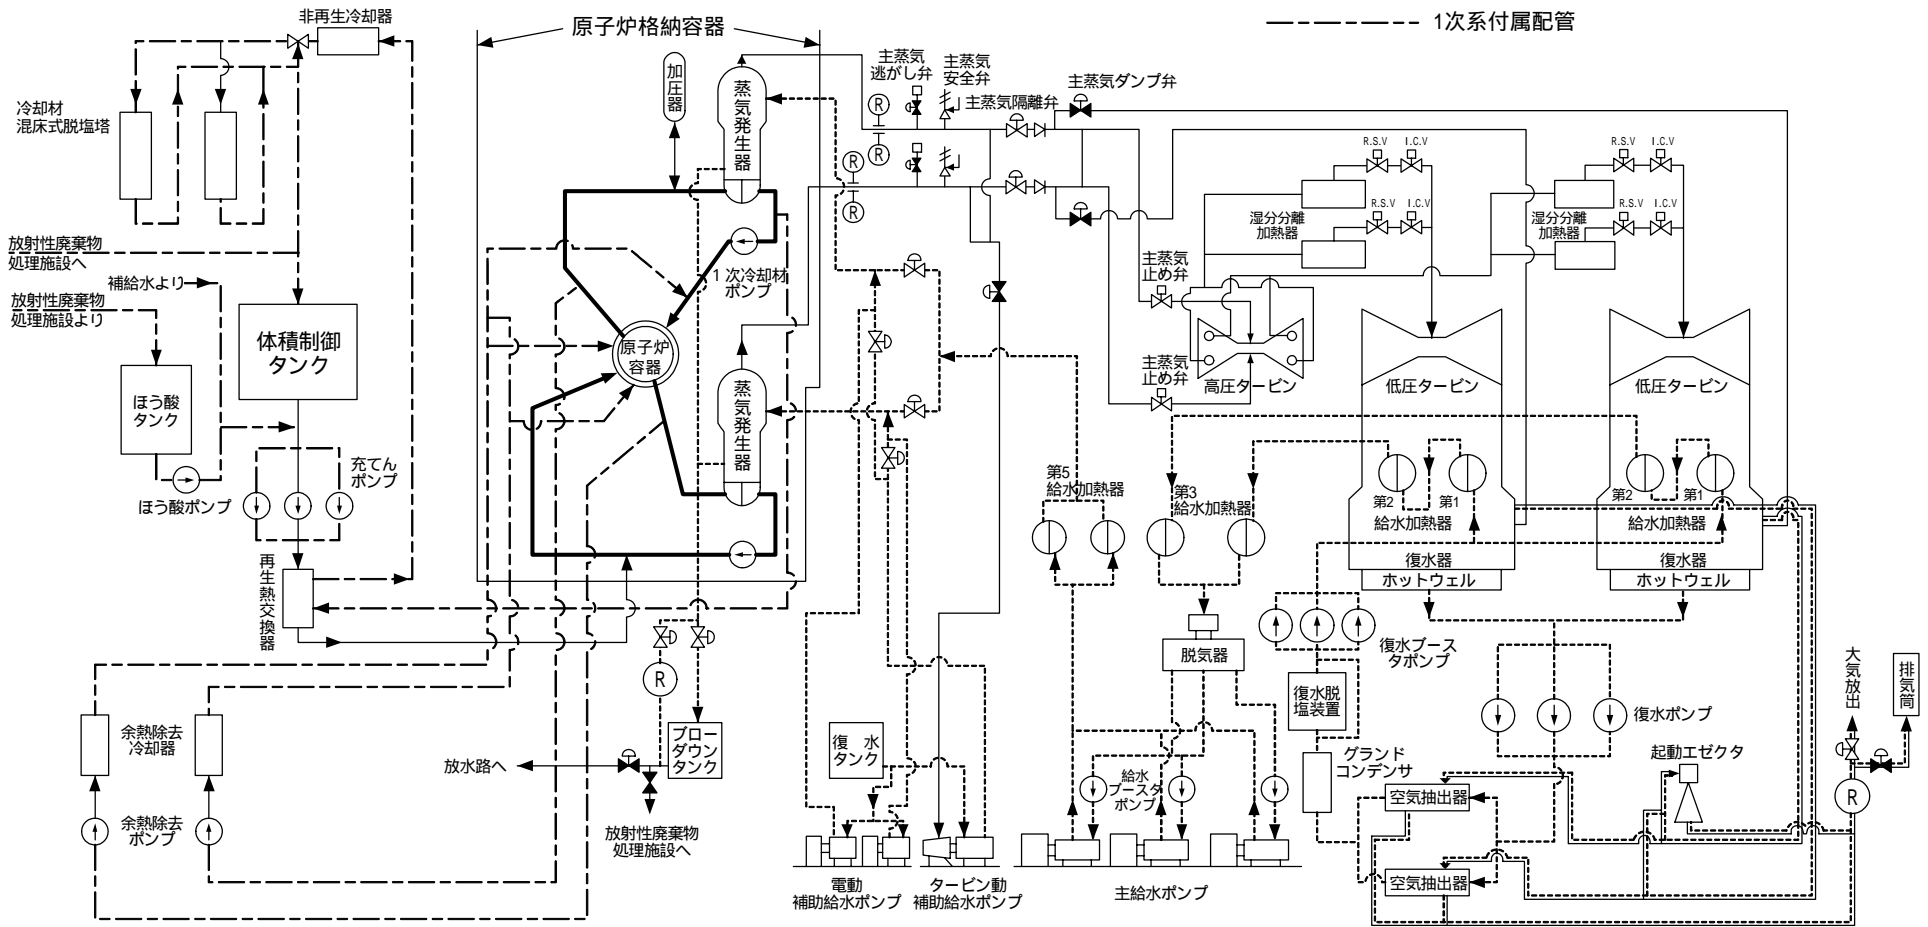 非再生冷却器
原子炉格納容器
1次系付属配管
冷却材
混床式脱塩塔
加圧器
蒸気発生器
主蒸気
逃がし弁
主蒸気
安全弁
主蒸気隔離弁
主蒸気ダンプ弁
R
R
R
R
R.S.V
I.C.V
R.S.V
I.C.V
R.S.V
I.C.V
R.S.V
I.C.V
湿分分離
加熱器
湿分分離
加熱器
放射性廃棄物
処理施設へ
補給水より
放射性廃棄物
処理施設より
体積制御
タンク
ほう酸
タンク
ほう酸ポンプ
充てん
ポンプ
再生熱交換器
1次冷却材
ポンプ
原子炉
容器
蒸気発生器
主蒸気
止め弁
主蒸気
止め弁
高圧タービン
低圧タービン
低圧タービン
第5
給水加熱器
第3
給水加熱器
第2
第1
給水加熱器
第2
第1
給水加熱器
復水器
ホットウェル
復水器
ホットウェル
脱気器
復水ブース
タポンプ
復水脱
塩装置
グランド
コンデンサ
復水ポンプ
起動エゼクタ
大気放出
排気筒
R
空気抽出器
空気抽出器
余熱除去
冷却器
余熱除去
ポンプ
R
ブロー
ダウン
タンク
放水路へ
放射性廃棄物
処理施設へ
復 水
タンク
電動
補助給水ポンプ
タービン動
補助給水ポンプ
給水
ブースタ
ポンプ
主給水ポンプ